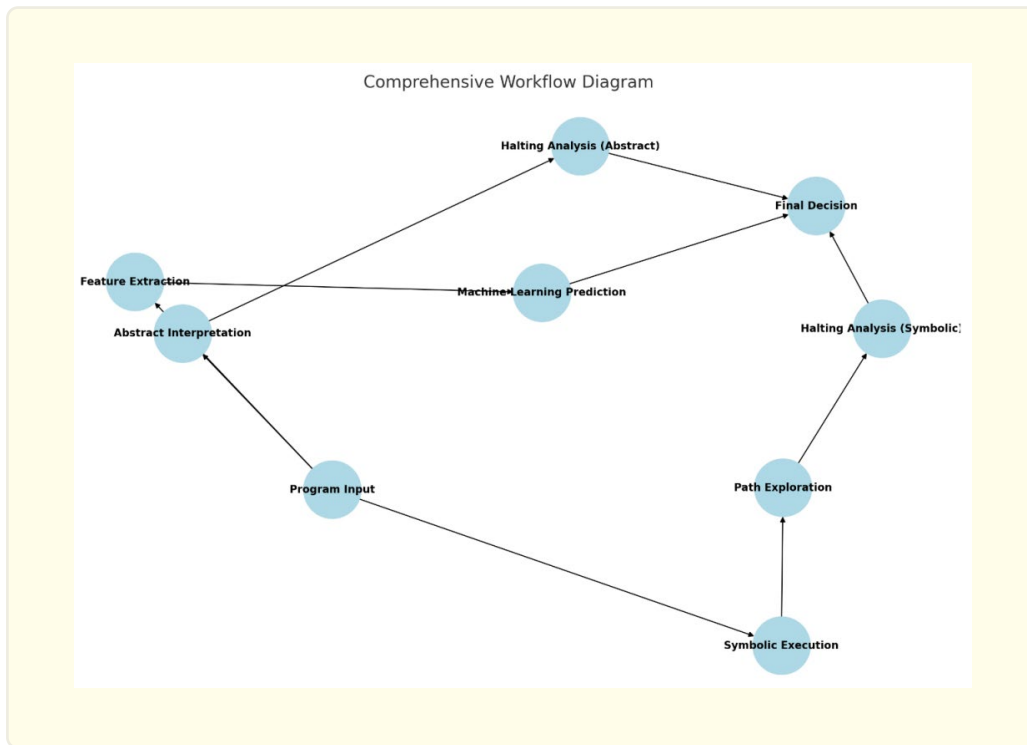 Comprehensive Workflow Diagram
Halting Analysis (Abstract)
Final Decision
Feature Extraction
Machine Learning Prediction
Abstract Interpretation
Halting Analysis (Symbolic)
Program Input
Path Exploration
Symbolic Execution